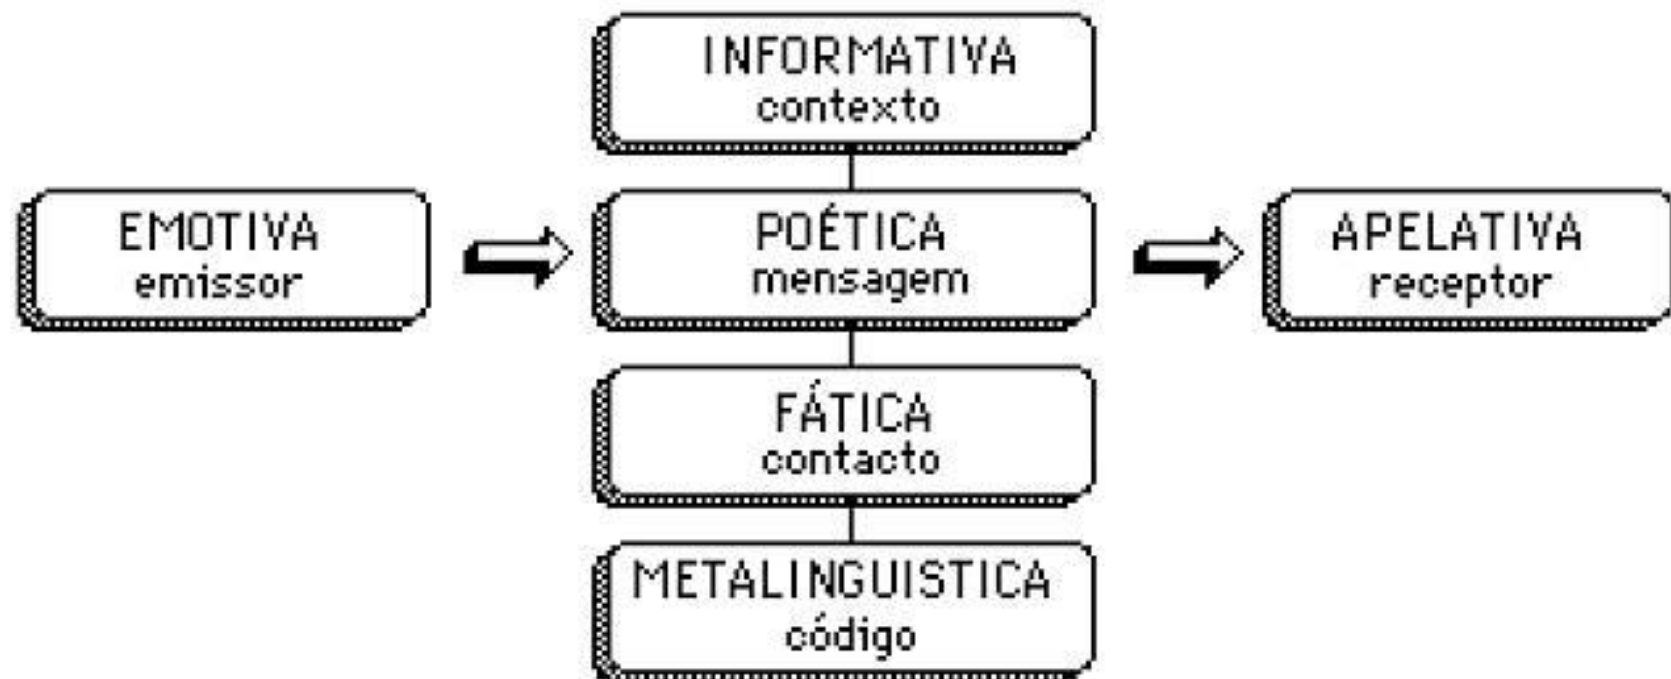 INFORMATIVA
contexto
EMOTIVA
emissor
POÉTICA
mensagem
APELATIVA
receptor
FÁTICA
contacto
METALINGUISTICA
código